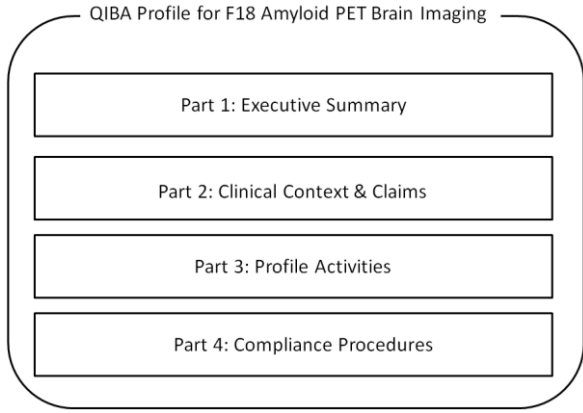 QIBA Profile for F18 Amyloid PET Brain Imaging
Part 1: Executive Summary
Part 2: Clinical Context & Claims
Part 3: Profile Activities
Part 4: Compliance Procedures